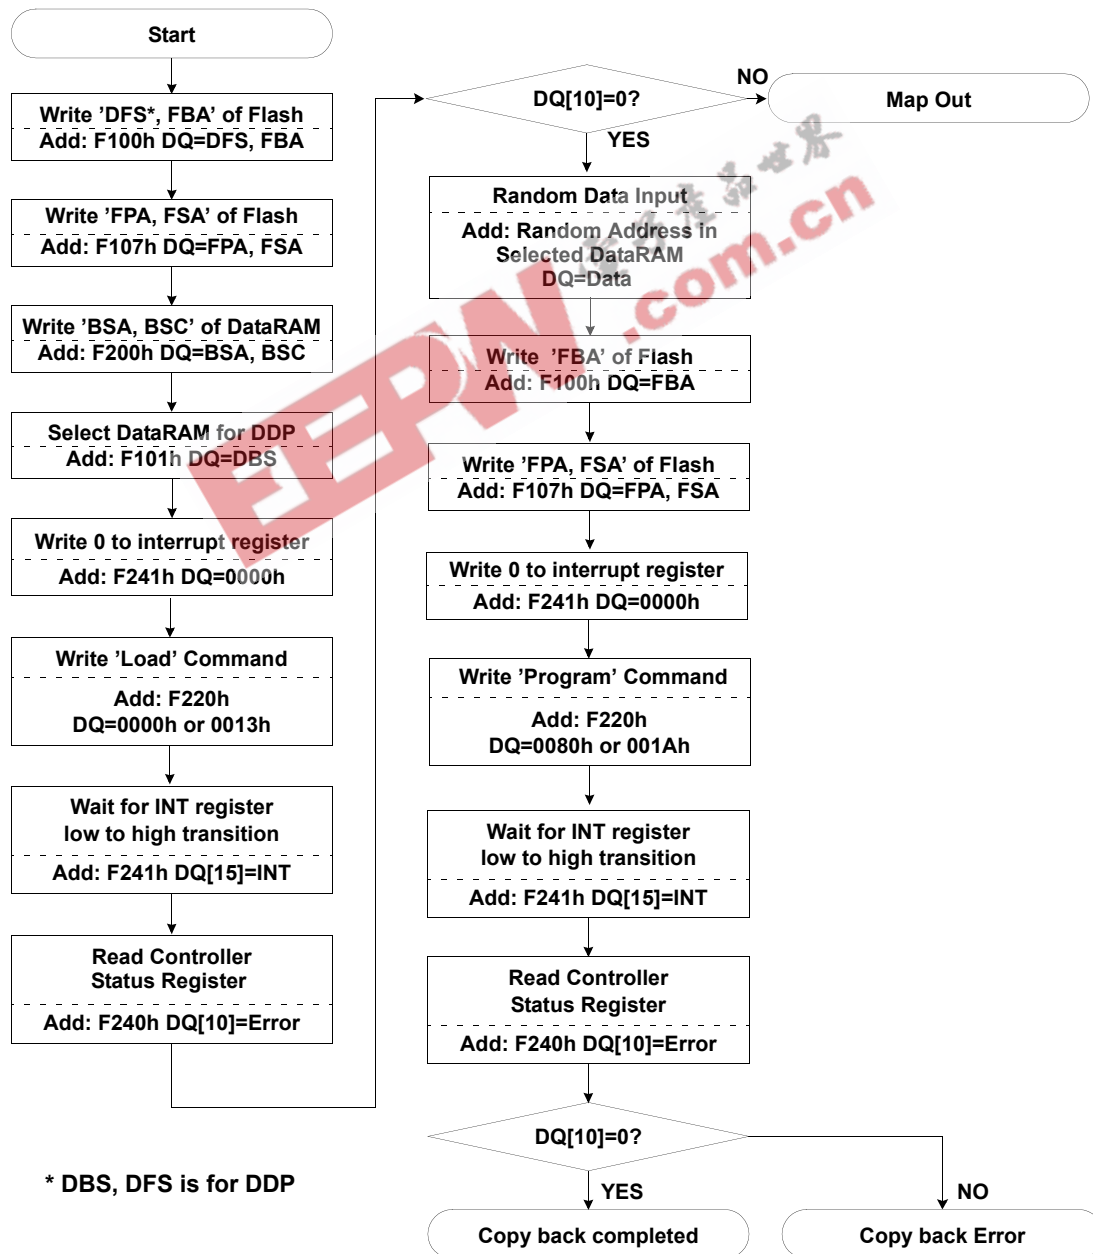 Start
Write 'DFS*, FBA' of Flash
Add: F100h DQ=DFS, FBA
Write 'FPA, FSA' of Flash
Add: F107h DQ=FPA, FSA
Write 'BSA, BSC' of DataRAM
Add: F200h DQ=BSA, BSC
Select DataRAM for DDP
Add: F101h DQ=DBS
Write 0 to interrupt register
Add: F241h DQ=0000h
Write 'Load' Command
Add: F220h
DQ=0000h or 0013h
Wait for INT register
low to high transition
Add: F241h DQ[15]=INT
Read Controller
Status Register
Add: F240h DQ[10]=Error
DQ[10]=0?
NO
Map Out
YES
Random Data Input
Add: Random Address in
Selected DataRAM
DQ=Data
Write 'FBA' of Flash
Add: F100h DQ=FBA
Write 'FPA, FSA' of Flash
Add: F107h DQ=FPA, FSA
Write 0 to interrupt register
Add: F241h DQ=0000h
Write 'Program' Command
Add: F220h
DQ=0080h or 001Ah
Wait for INT register
low to high transition
Add: F241h DQ[15]=INT
Read Controller
Status Register
Add: F240h DQ[10]=Error
DQ[10]=0?
YES
NO
Copy back completed
Copy back Error
* DBS, DFS is for DDP
EEPW.com.cn